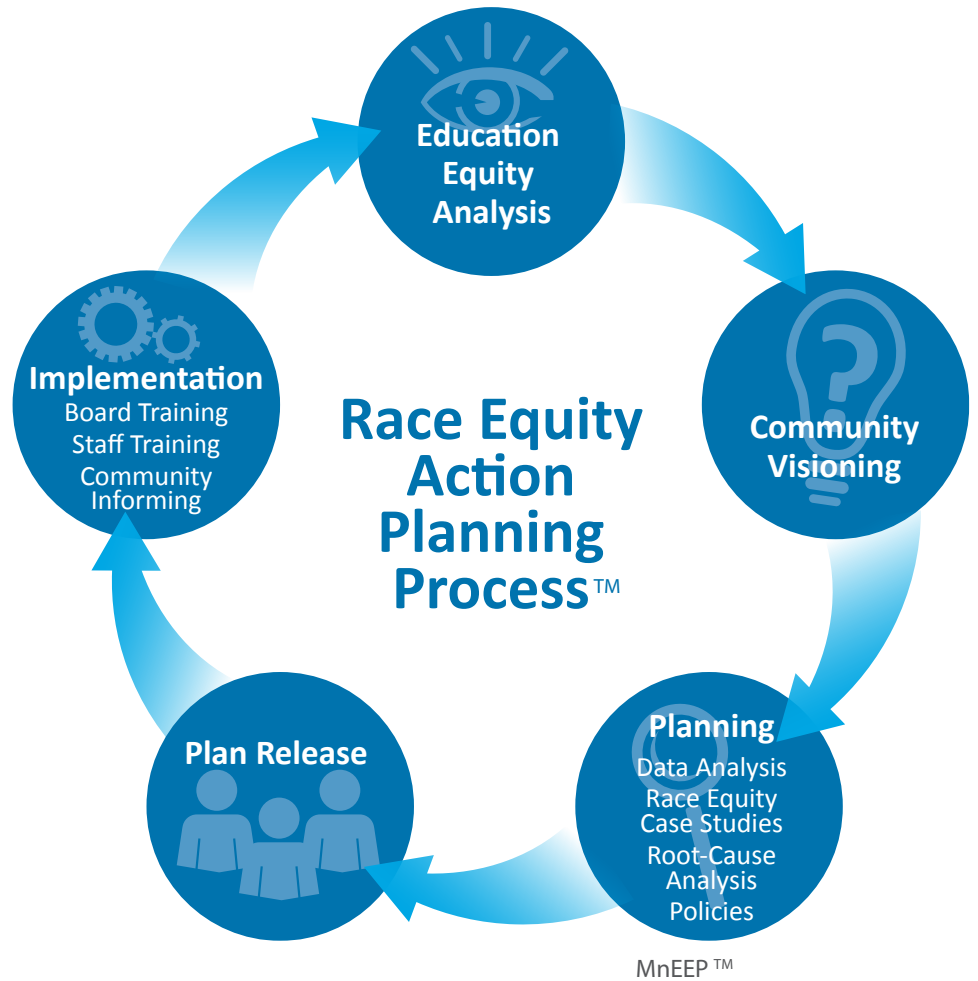 Education
Equity
Analysis
Community
Visioning
Planning
Data Analysis
Race Equity
Case Studies
Root-Cause
Analysis
Policies
Plan Release
Implementation
Board Training
Staff Training
Community
Informing
Race Equity
Action
Planning
Process™
MnEEP ™
?